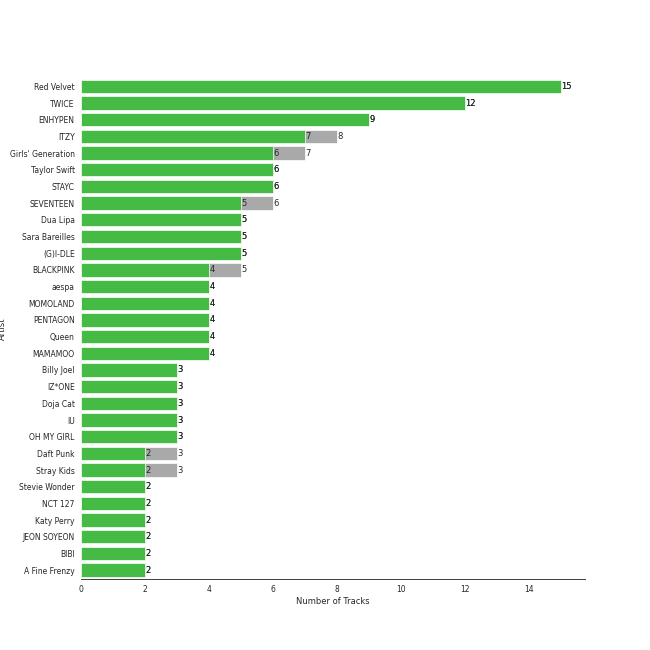 Red Velvet 15
TWICE 12
ENHYPEN 9
ITZY 7 8
Girls' Generation 6 7
Taylor Swift 6
STAYC 6
SEVENTEEN 5 6
Dua Lipa 5
Sara Bareilles 5
(G)I-DLE 5
BLACKPINK 4 5
aespa 4
MOMOLAND 4
PENTAGON 4
Queen 4
MAMAMOO 4
Billy Joel 3
IZ*ONE 3
Doja Cat 3
IU 3
OH MY GIRL 3
Daft Punk 2 3
Stray Kids 2 3
Stevie Wonder 2
NCT 127 2
Katy Perry 2
JEON SOYEON 2
BIBI 2
A Fine Frenzy 2
0 2 4 6 8 10 12 14
Number of Tracks
Artist